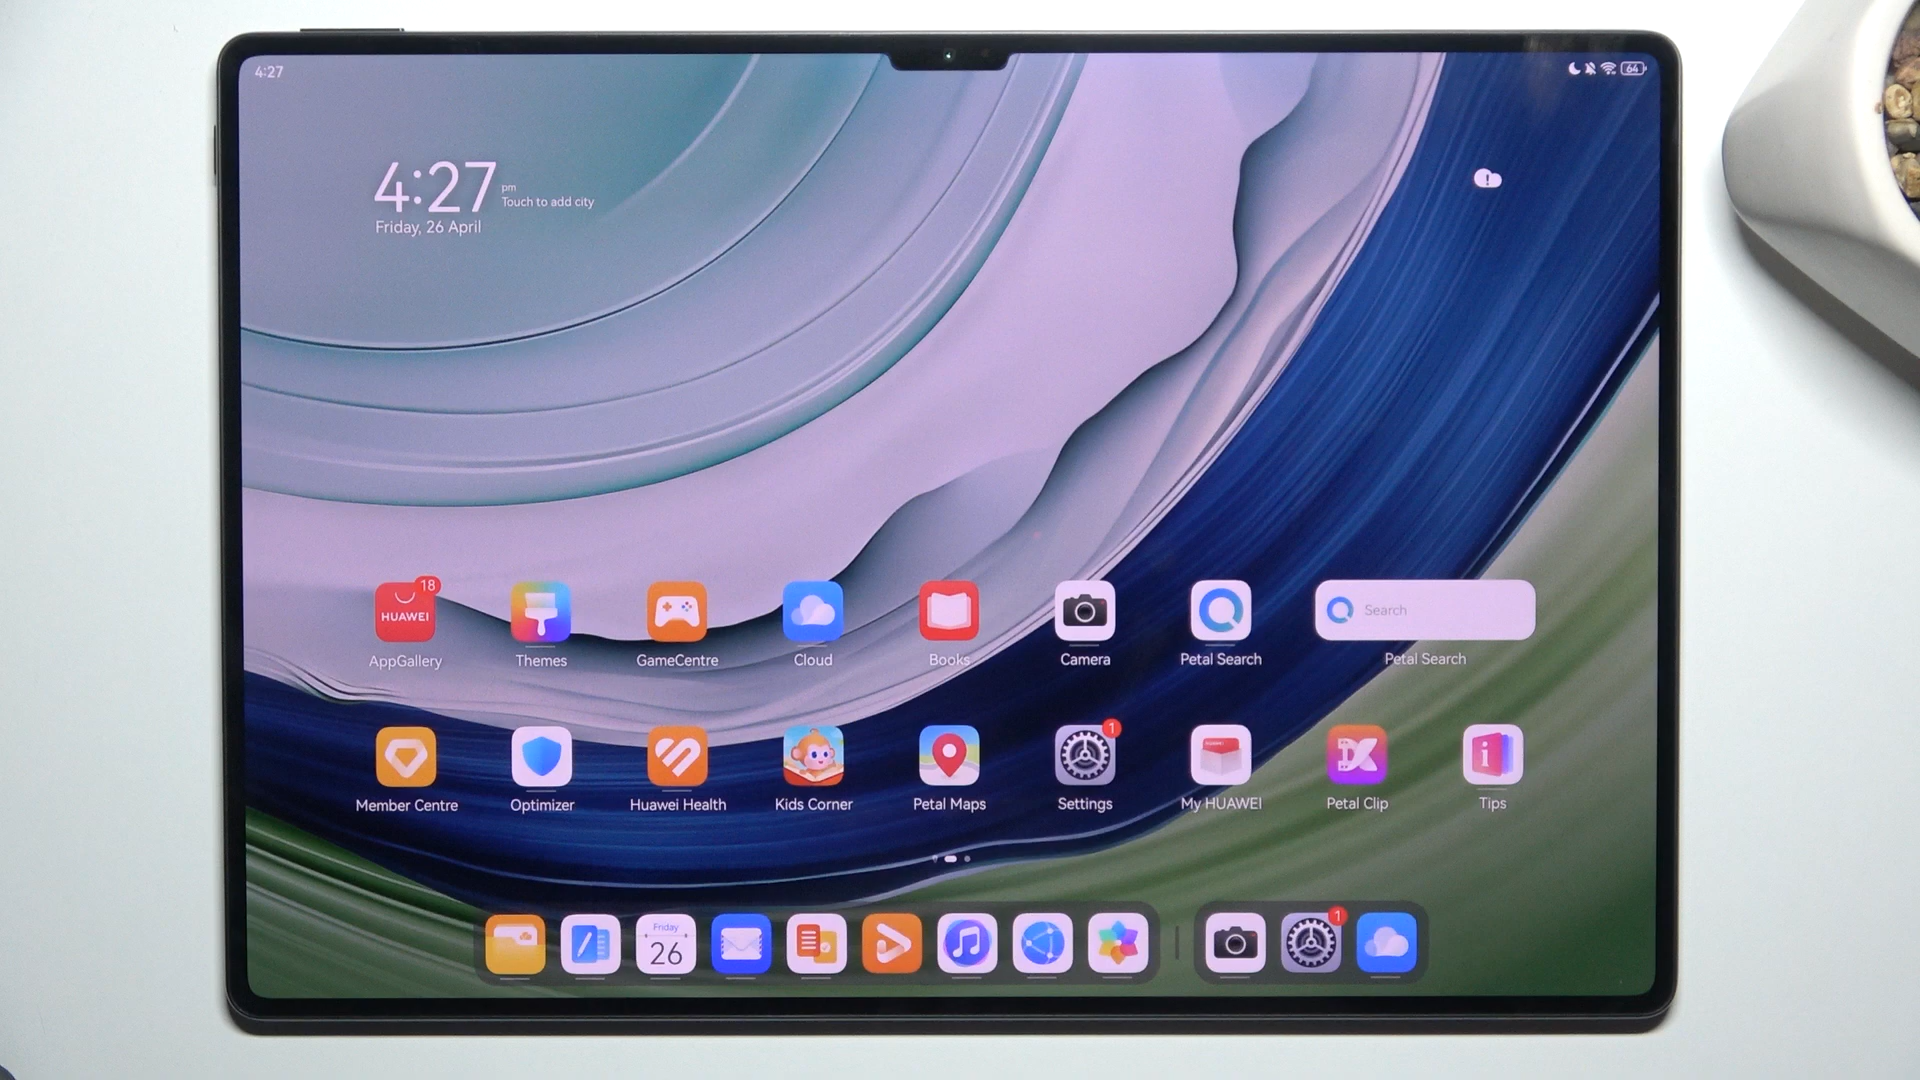 4:27
64
4:27 pm
Touch to add city
Friday, 26 April
18
HUAWEI
Search
AppGallery
Themes
GameCentre
Cloud
Books
Camera
Petal Search
Petal Search
1
Member Centre
Optimizer
Huawei Health
Kids Corner
Petal Maps
Settings
My HUAWEI
Petal Clip
Tips
Friday
26
1